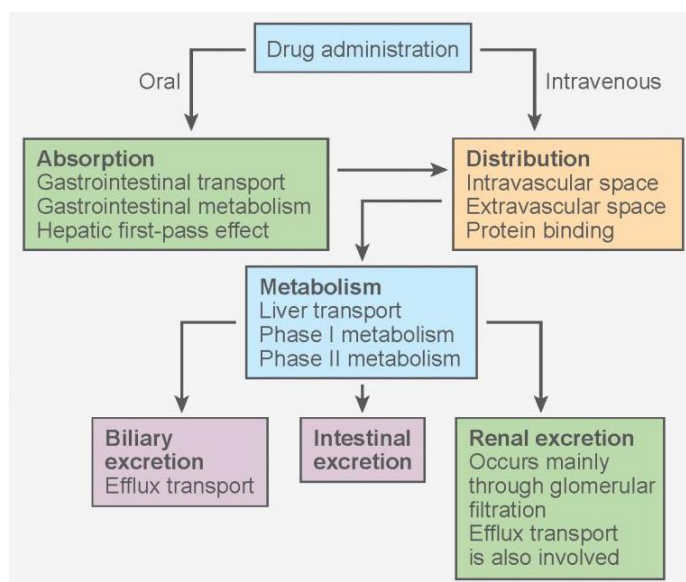 Drug administration
Oral
Intravenous
Absorption
Gastrointestinal transport
Gastrointestinal metabolism
Hepatic first-pass effect
Distribution
Intravascular space
Extravascular space
Protein binding
Metabolism
Liver transport
Phase I metabolism
Phase II metabolism
Biliary
excretion
Efflux transport
Intestinal
excretion
Renal excretion
Occurs mainly
through glomerular
filtration
Efflux transport
is also involved